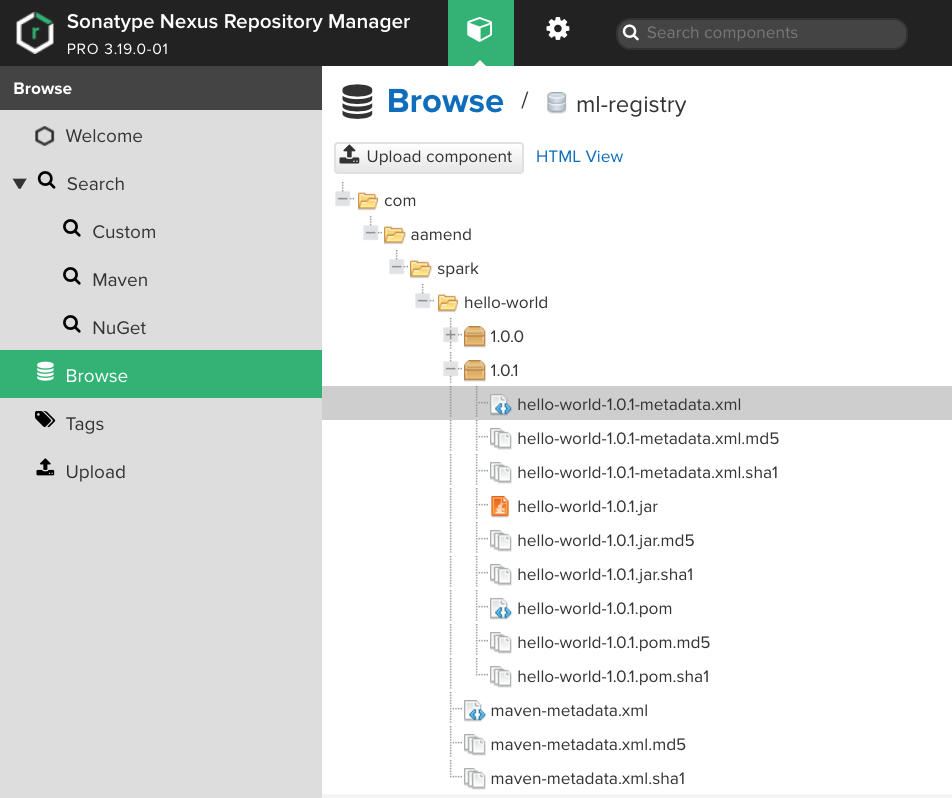 Sonatype Nexus Repository Manager
PRO 3.19.0-01
Search components
Browse
Welcome
Search
Custom
Maven
NuGet
Browse
Tags
Upload
Browse / ml-registry
Upload component HTML View
com
aamend
spark
hello-world
1.0.0
1.0.1
hello-world-1.0.1-metadata.xml
hello-world-1.0.1-metadata.xml.md5
hello-world-1.0.1-metadata.xml.sha1
hello-world-1.0.1.jar
hello-world-1.0.1.jar.md5
hello-world-1.0.1.jar.sha1
hello-world-1.0.1.pom
hello-world-1.0.1.pom.md5
hello-world-1.0.1.pom.sha1
maven-metadata.xml
maven-metadata.xml.md5
maven-metadata.xml.sha1